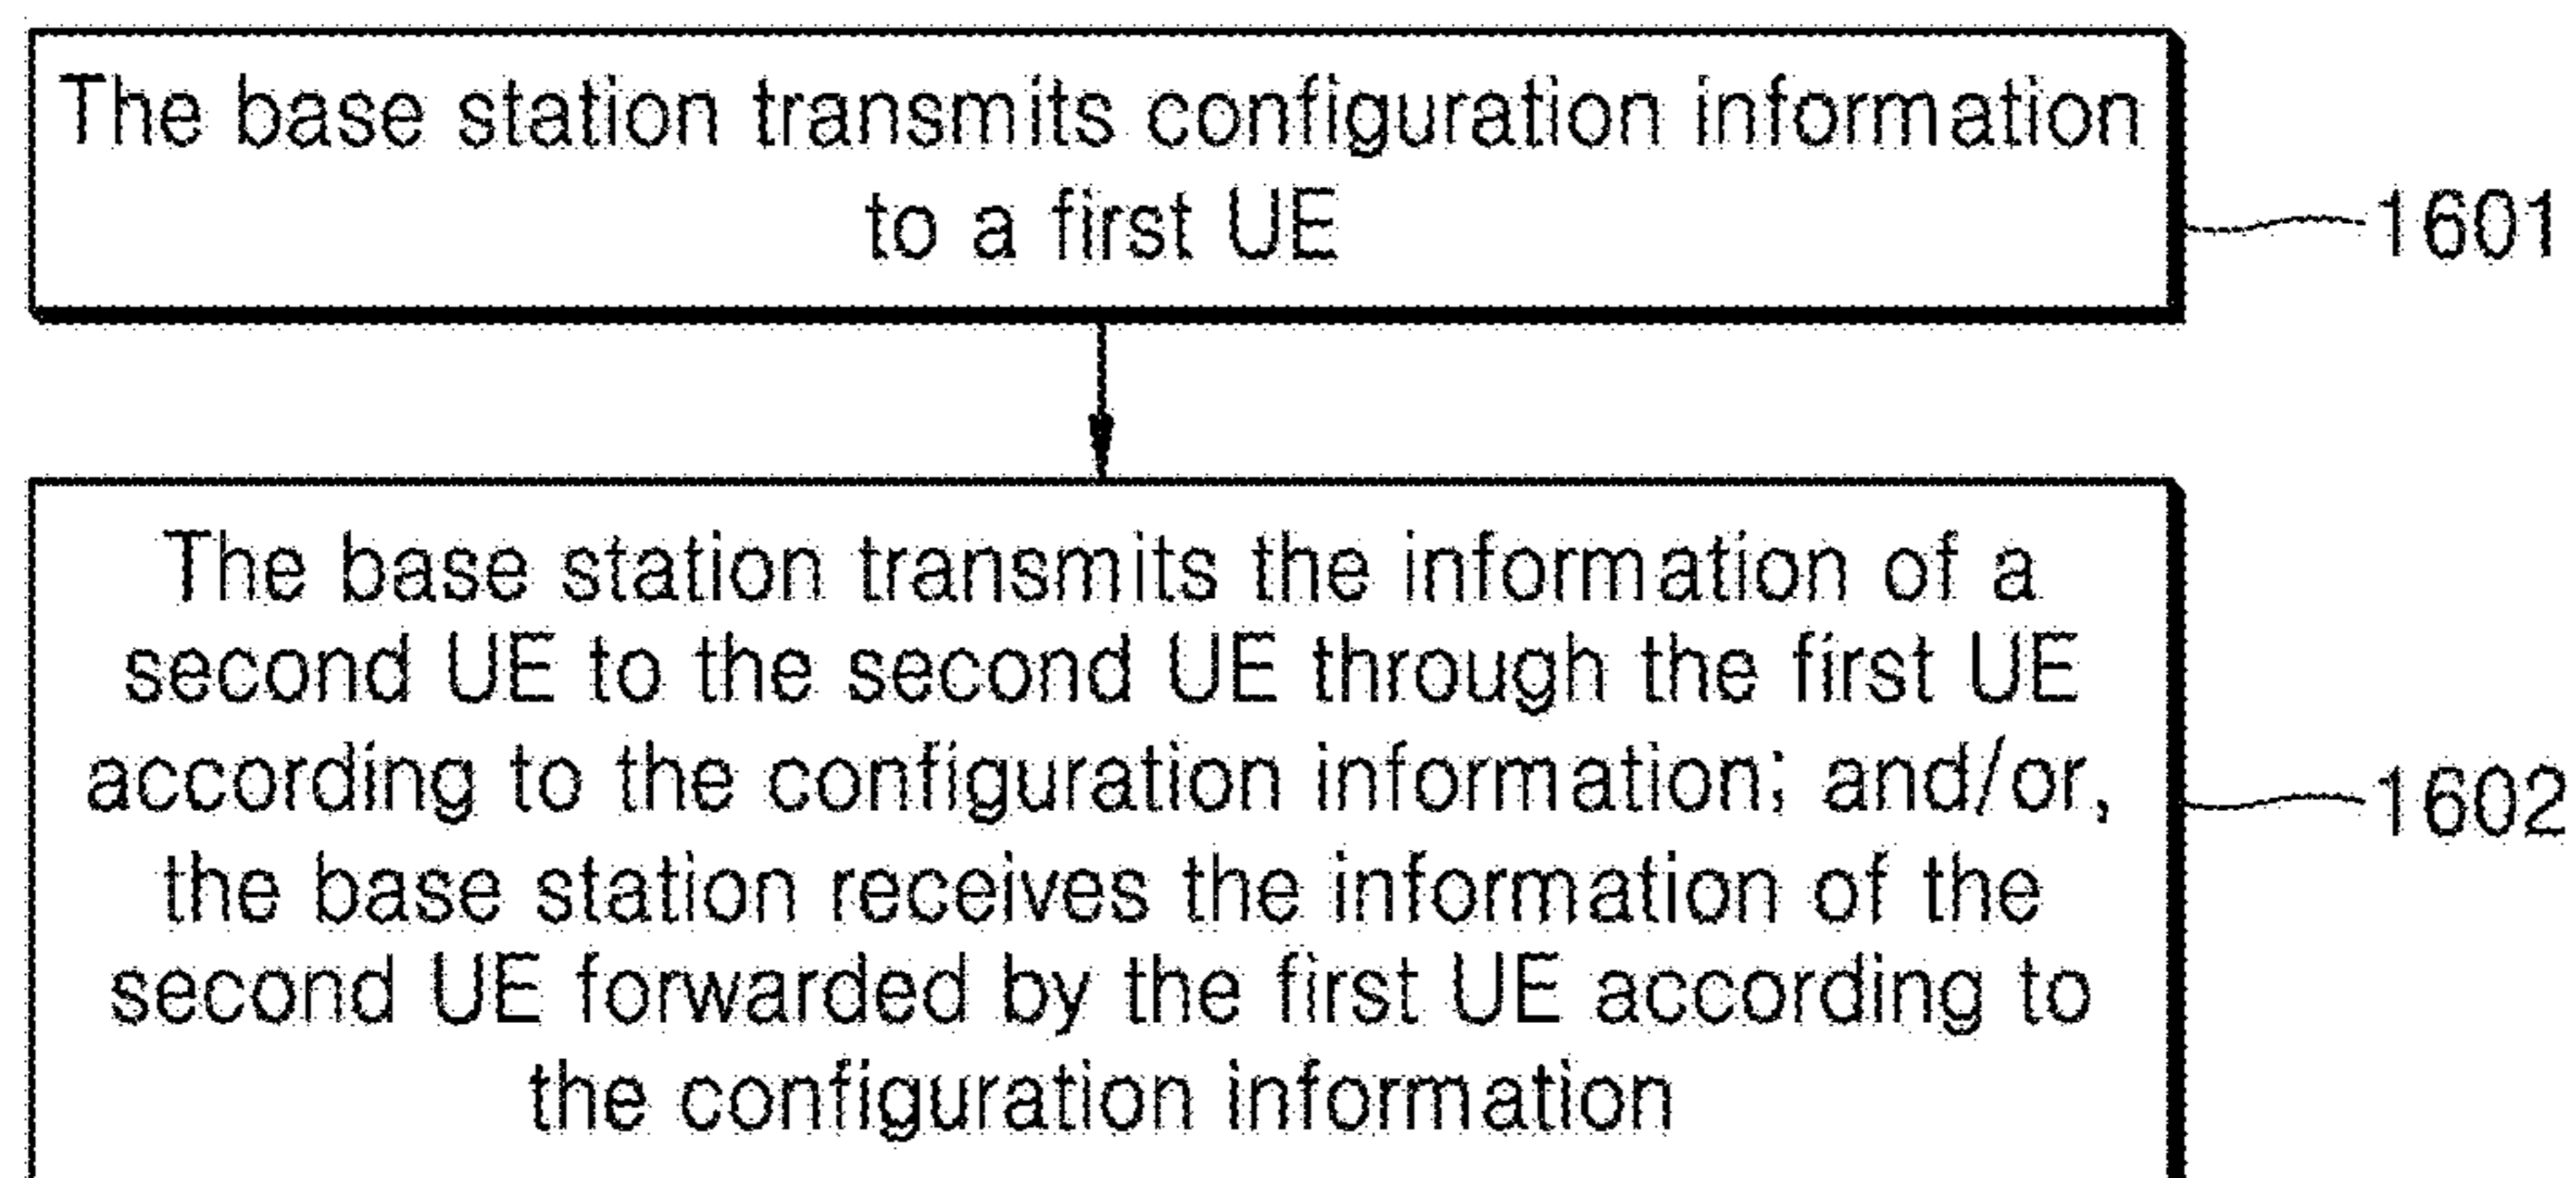 The base station transmits configuration information
to a first UE
1601
The base station transmits the information of a
second UE to the second UE through the first UE
according to the configuration information; and/or,
the base station receives the information of the
second UE forwarded by the first UE according to
the configuration information
1602